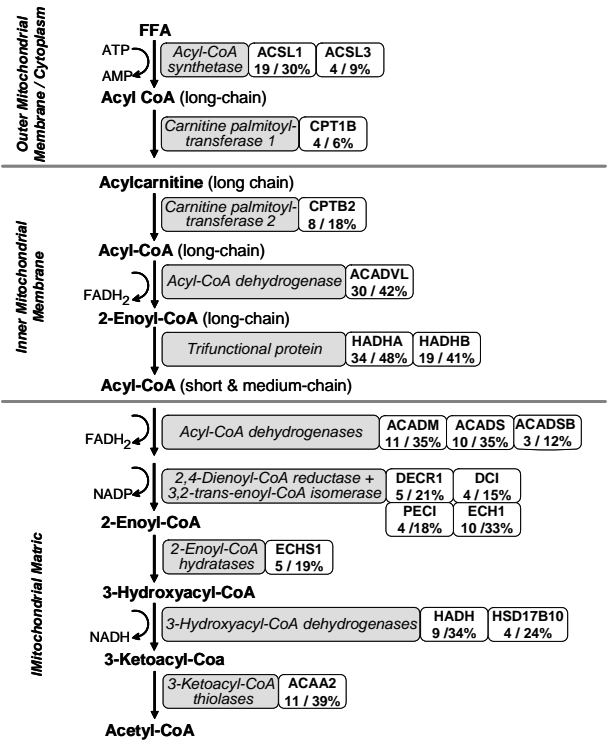 Outer Mitochondrial
Membrane / Cytoplasm
FFA
ATP
AMP
Acyl-CoA
synthetase
ACSL1
19 / 30%
ACSL3
4 / 9%
Acyl CoA (long-chain)
Carnitine palmitoyl-
transferase 1
CPT1B
4 / 6%
Inner Mitochondrial
Membrane
Acylcarnitine (long chain)
Carnitine palmitoyl-
transferase 2
CPTB2
8 / 18%
Acyl-CoA (long-chain)
FADH2
Acyl-CoA dehydrogenase
ACADVL
30 / 42%
2-Enoyl-CoA (long-chain)
Trifunctional protein
HADHA
34 / 48%
HADHB
19 / 41%
Acyl-CoA (short & medium-chain)
IMitochondrial Matric
FADH2
Acyl-CoA dehydrogenases
ACADM
11 / 35%
ACADS
10 / 35%
ACADSB
3 / 12%
NADP
2,4-Dienoyl-CoA reductase +
3,2-trans-enoyl-CoA isomerase
DECR1
5 / 21%
DCI
4 / 15%
PECI
4 /18%
ECH1
10 /33%
2-Enoyl-CoA
2-Enoyl-CoA
hydratases
ECHS1
5 / 19%
3-Hydroxyacyl-CoA
NADH
3-Hydroxyacyl-CoA dehydrogenases
HADH
9 /34%
HSD17B10
4 / 24%
3-Ketoacyl-Coa
3-Ketoacyl-CoA
thiolases
ACAA2
11 / 39%
Acetyl-CoA